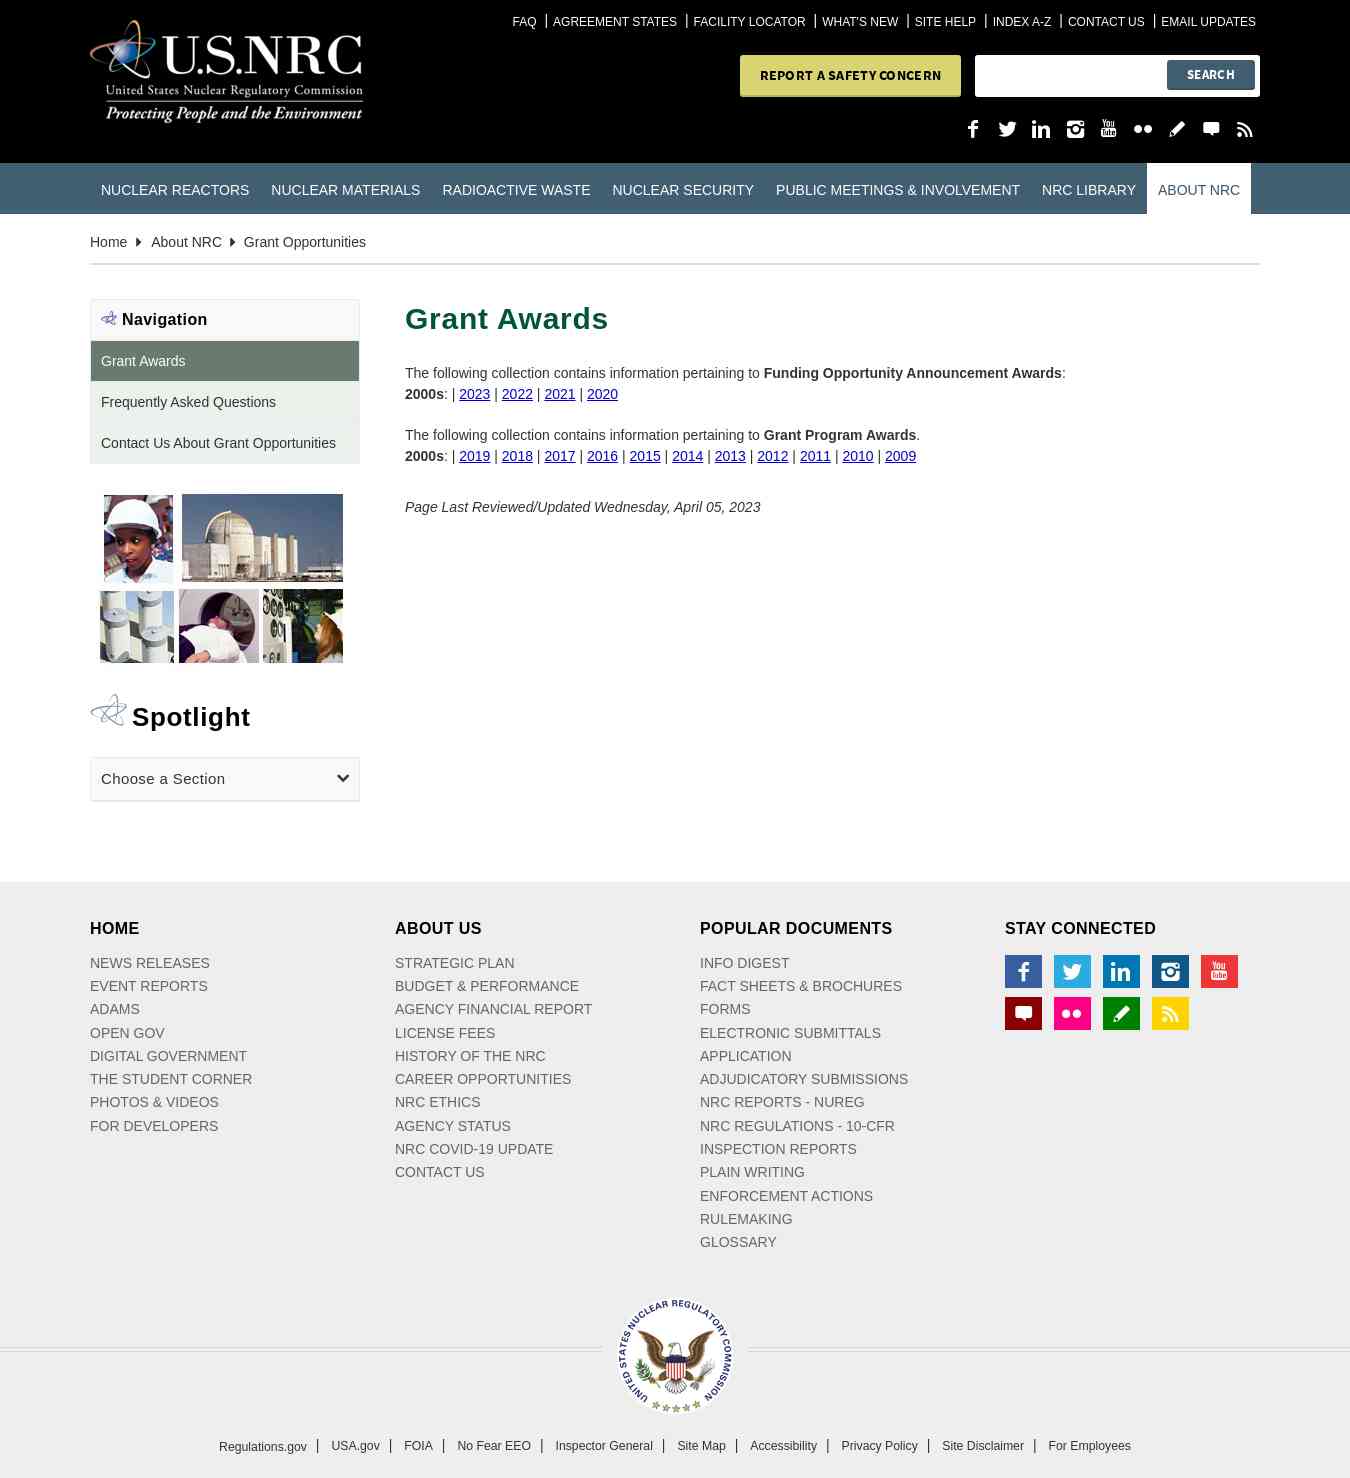 FAQ | AGREEMENT STATES | FACILITY LOCATOR | WHAT'S NEW | SITE HELP | INDEX A-Z | CONTACT US | EMAIL UPDATES
U.S.NRC
United States Nuclear Regulatory Commission
Protecting People and the Environment
REPORT A SAFETY CONCERN
SEARCH
NUCLEAR REACTORS NUCLEAR MATERIALS RADIOACTIVE WASTE NUCLEAR SECURITY PUBLIC MEETINGS & INVOLVEMENT NRC LIBRARY ABOUT NRC
Home About NRC Grant Opportunities
Navigation
Grant Awards
Frequently Asked Questions
Contact Us About Grant Opportunities
Spotlight
Choose a Section
Grant Awards
The following collection contains information pertaining to Funding Opportunity Announcement Awards:
2000s: | 2023 | 2022 | 2021 | 2020
The following collection contains information pertaining to Grant Program Awards.
2000s: | 2019 | 2018 | 2017 | 2016 | 2015 | 2014 | 2013 | 2012 | 2011 | 2010 | 2009
Page Last Reviewed/Updated Wednesday, April 05, 2023
HOME
NEWS RELEASES
EVENT REPORTS
ADAMS
OPEN GOV
DIGITAL GOVERNMENT
THE STUDENT CORNER
PHOTOS & VIDEOS
FOR DEVELOPERS
ABOUT US
STRATEGIC PLAN
BUDGET & PERFORMANCE
AGENCY FINANCIAL REPORT
LICENSE FEES
HISTORY OF THE NRC
CAREER OPPORTUNITIES
NRC ETHICS
AGENCY STATUS
NRC COVID-19 UPDATE
CONTACT US
POPULAR DOCUMENTS
INFO DIGEST
FACT SHEETS & BROCHURES
FORMS
ELECTRONIC SUBMITTALS
APPLICATION
ADJUDICATORY SUBMISSIONS
NRC REPORTS - NUREG
NRC REGULATIONS - 10-CFR
INSPECTION REPORTS
PLAIN WRITING
ENFORCEMENT ACTIONS
RULEMAKING
GLOSSARY
STAY CONNECTED
UNITED STATES NUCLEAR REGULATORY COMMISSION
Regulations.gov | USA.gov | FOIA | No Fear EEO | Inspector General | Site Map | Accessibility | Privacy Policy | Site Disclaimer | For Employees